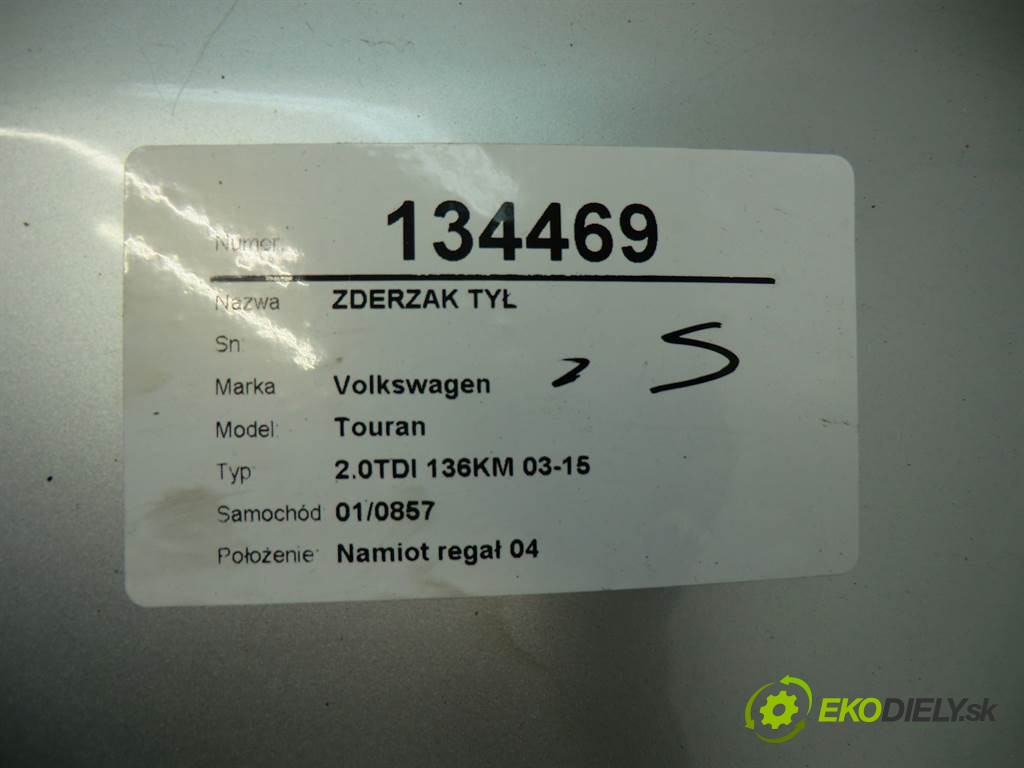 Numer: 134469
Nazwa ZDERZAK TYŁ
Sn:
Marka Volkswagen
Model: Touran
Typ: 2.0TDI 136KM 03-15
Samochód 01/0857
Położenie: Namiot regał 04
S
EKODIELY.sk